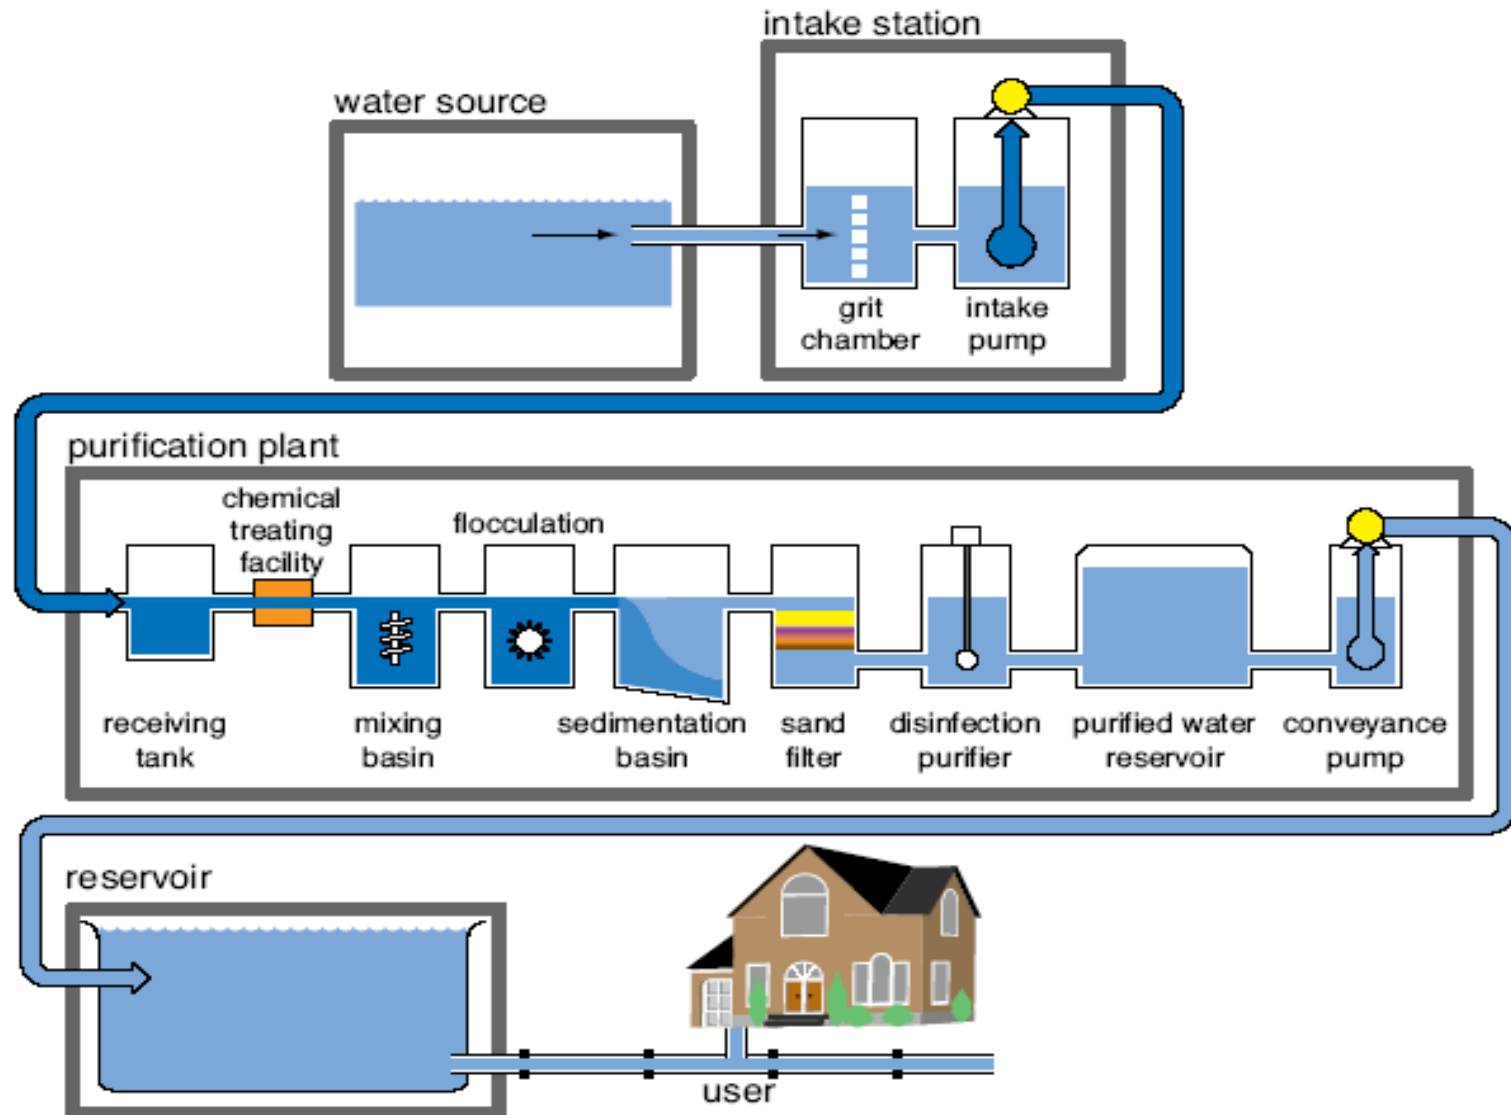 intake station
water source
grit
chamber
intake
pump
purification plant
chemical
treating
facility
flocculation
receiving
tank
mixing
basin
sedimentation
basin
sand
filter
disinfection
purifier
purified water
reservoir
conveyance
pump
reservoir
user